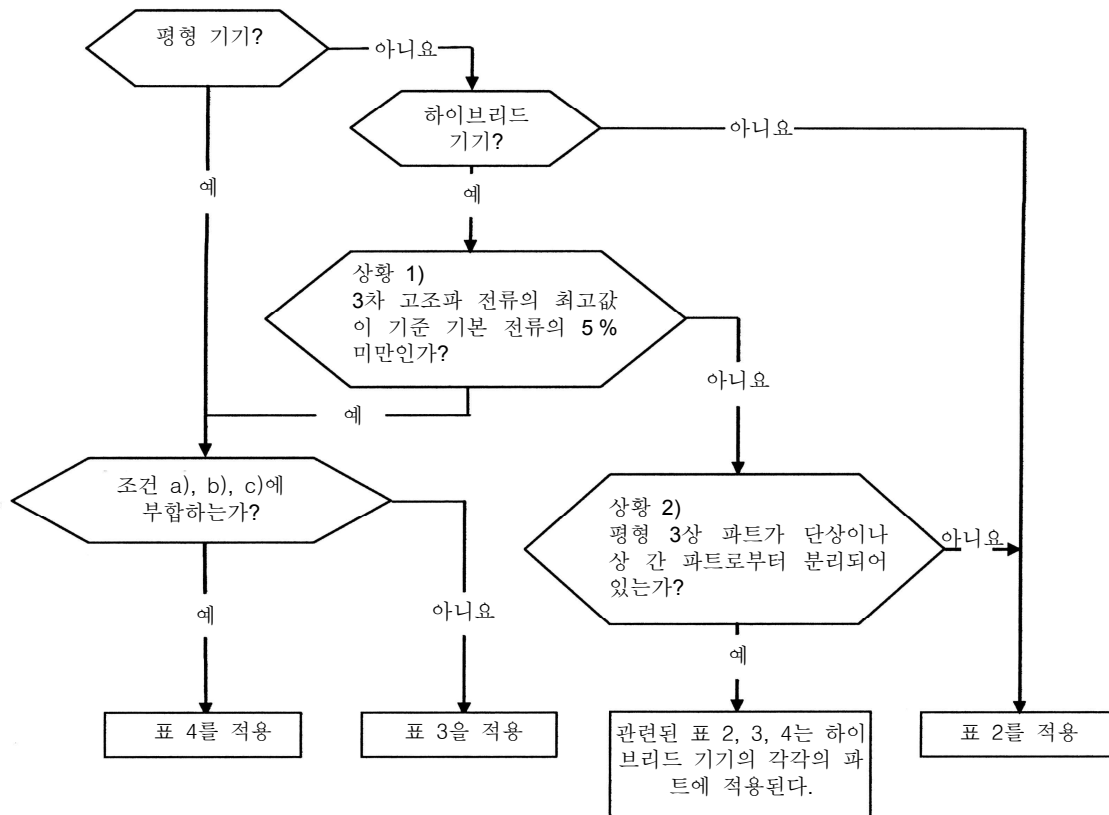 평형 기기?
아니요
하이브리드
기기?
아니요
예
예
상황 1)
3차 고조파 전류의 최고값
이 기준 기본 전류의 5 %
미만인가?
아니요
예
조건 a), b), c)에
부합하는가?
상황 2)
평형 3상 파트가 단상이나
상 간 파트로부터 분리되어
있는가?
아니요
예
아니요
예
표 4를 적용
표 3을 적용
관련된 표 2, 3, 4는 하이
브리드 기기의 각각의 파
트에 적용된다.
표 2를 적용